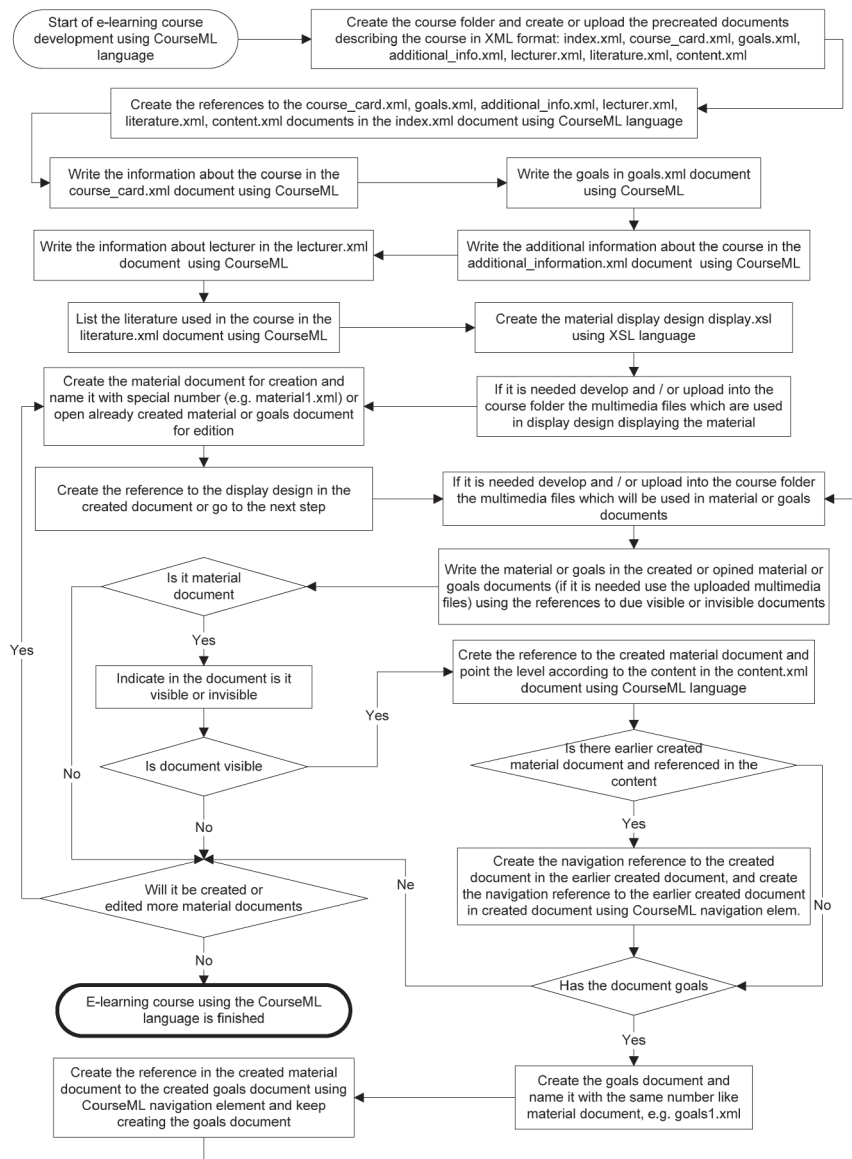 Start of e-learning course
development using CourseML
language
Create the course folder and create or upload the precreated documents
describing the course in XML format: index.xml, course_card.xml, goals.xml,
additional_info.xml, lecturer.xml, literature.xml, content.xml
Create the references to the course_card.xml, goals.xml, additional_info.xml, lecturer.xml,
literature.xml, content.xml documents in the index.xml document using CourseML language
Write the information about the course in the
course_card.xml document using CourseML
Write the goals in goals.xml document
using CourseML
Write the information about lecturer in the lecturer.xml
document using CourseML
Write the additional information about the course in the
additional_information.xml document using CourseML
List the literature used in the course in the
literature.xml document using CourseML
Create the material display design display.xsl
using XSL language
Create the material document for creation and
name it with special number (e.g. material1.xml) or
open already created material or goals document
for edition
If it is needed develop and / or upload into the
course folder the multimedia files which are used
in display design displaying the material
Create the reference to the display design in the
created document or go to the next step
If it is needed develop and / or upload into the course folder
the multimedia files which will be used in material or goals
documents
Is it material
document
Write the material or goals in the created or opined material or
goals documents (if it is needed use the uploaded multimedia
files) using the references to due visible or invisible documents
Yes
Yes
Indicate in the document is it
visible or invisible
Crete the reference to the created material document and
point the level according to the content in the content.xml
document using CourseML language
Yes
No
Is document visible
Is there earlier created
material document and referenced in the
content
No
Yes
Will it be created or
edited more material documents
Ne
Create the navigation reference to the created
document in the earlier created document, and create
the navigation reference to the earlier created document
in created document using CourseML navigation elem.
No
No
Has the document goals
E-learning course using the CourseML
language is finished
Yes
Create the reference in the created material
document to the created goals document using
CourseML navigation element and keep
creating the goals document
Create the goals document and
name it with the same number like
material document, e.g. goals1.xml